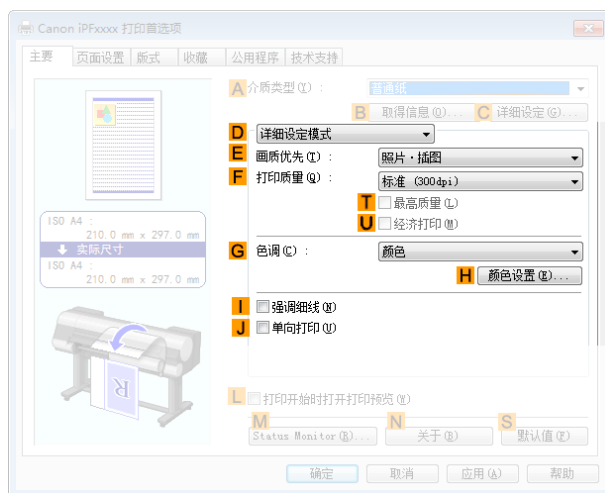 Canon iPFxxxx 打印首选项
主要 页面设置 版式 收藏 公用程序 技术支持
A 介质类型(Y) : 普通纸
B 取得信息(O)... C 详细设定(G)...
D 详细设定模式
E 画质优先(T) : 照片・插图
F 打印质量(Q) : 标准 (300dpi)
T 最高质量(L)
U 经济打印(M)
ISO A4 :
210.0 mm x 297.0 mm
实际尺寸
ISO A4 :
210.0 mm x 297.0 mm
G 色调(C) : 颜色
H 颜色设置(E)...
I 强调细线(N)
J 单向打印(U)
R
L 打印开始时打开打印预览(W)
M Status Monitor(R)... N 关于(B) S 默认值(F)
确定 取消 应用(A) 帮助